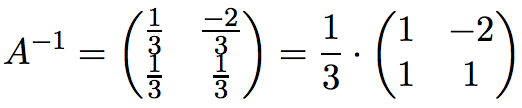 A^{-1} = \begin{pmatrix} \frac{1}{3} & \frac{-2}{3} \\ \frac{1}{3} & \frac{1}{3} \end{pmatrix} = \frac{1}{3} \cdot \begin{pmatrix} 1 & -2 \\ 1 & 1 \end{pmatrix}